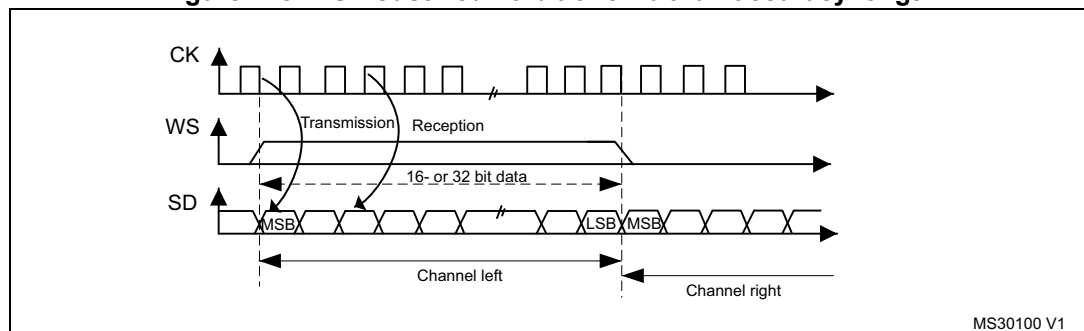 CK
WS
Transmission
Reception
16- or 32 bit data
SD
MSB
LSB
MSB
Channel left
Channel right
MS30100 V1